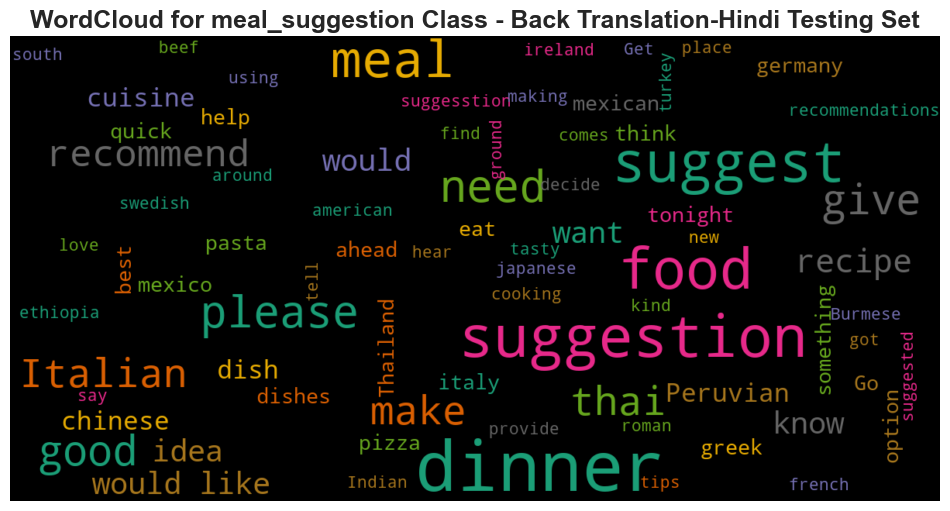 WordCloud for meal_suggestion Class - Back Translation-Hindi Testing Set
south
beef
using
meal
ireland
Get
place
germany
turkey
cuisine
suggesstion
making
mexican
recommendations
quick
help
find
ground
comes
think
recommend
would
suggest
around
need
decide
give
swedish
american
tonight
love
pasta
ahead
hear
eat
want
tasty
new
best
mexico
tell
japanese
food
recipe
cooking
kind
ethiopia
please
Thailand
suggestion
something
Burmese
got
Italian
dish
italy
suggested
say
dishes
thai
Peruvian
Go
chinese
make
provide
roman
know
option
good
idea
pizza
greek
would like
Indian
dinner
tips
french